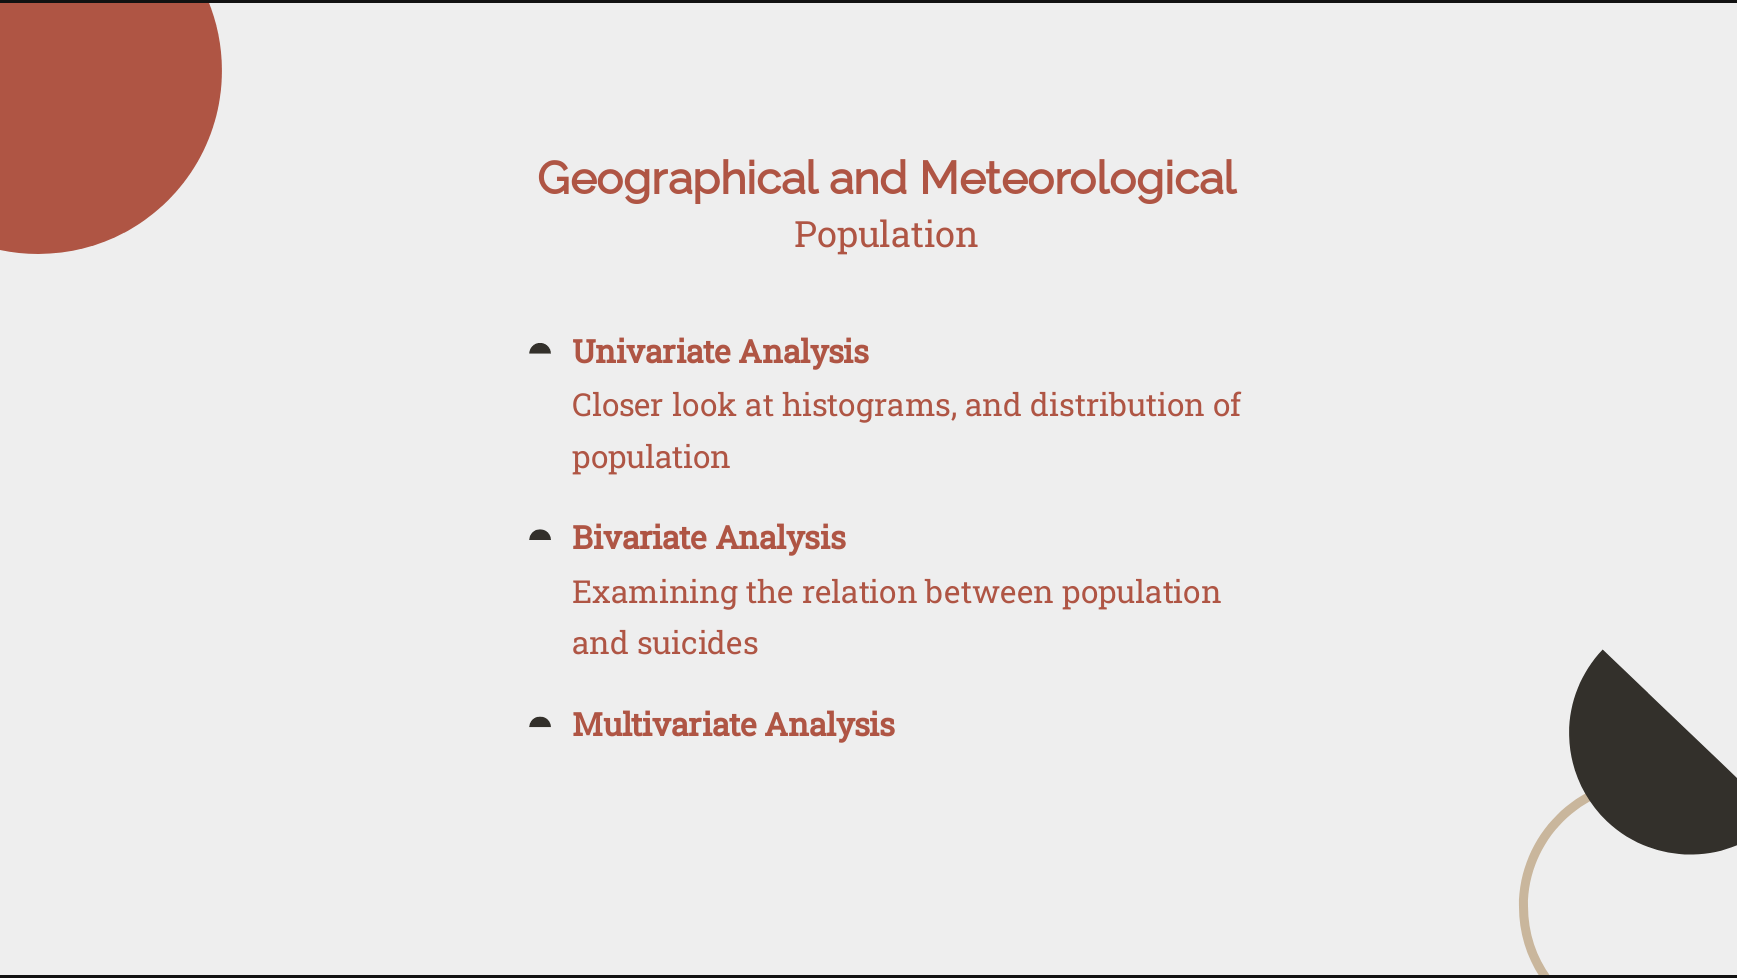 Geographical and Meteorological
Population
Univariate Analysis
Closer look at histograms, and distribution of
population
Bivariate Analysis
Examining the relation between population
and suicides
Multivariate Analysis